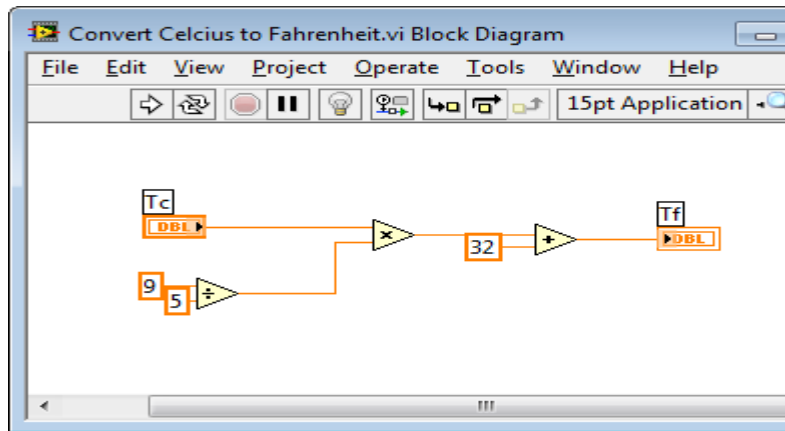 Convert Celcius to Fahrenheit.vi Block Diagram
File Edit View Project Operate Tools Window Help
15pt Application
Tc
DBL
×
Tf
DBL
32
+
9
5
÷